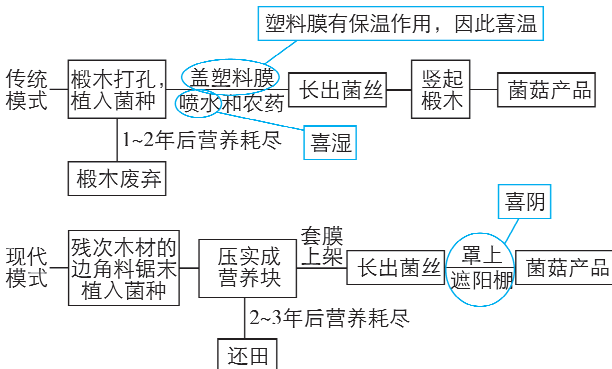 塑料膜有保温作用，因此喜温
传统
模式
椴木打孔，
植入菌种
盖塑料膜
喷水和农药
长出菌丝
竖起
椴木
菌菇产品
1~2年后营养耗尽
喜湿
椴木废弃
喜阴
现代
模式
残次木材的
边角料锯末
植入菌种
压实成
营养块
套膜
上架
长出菌丝
罩上
遮阳棚
菌菇产品
2~3年后营养耗尽
还田